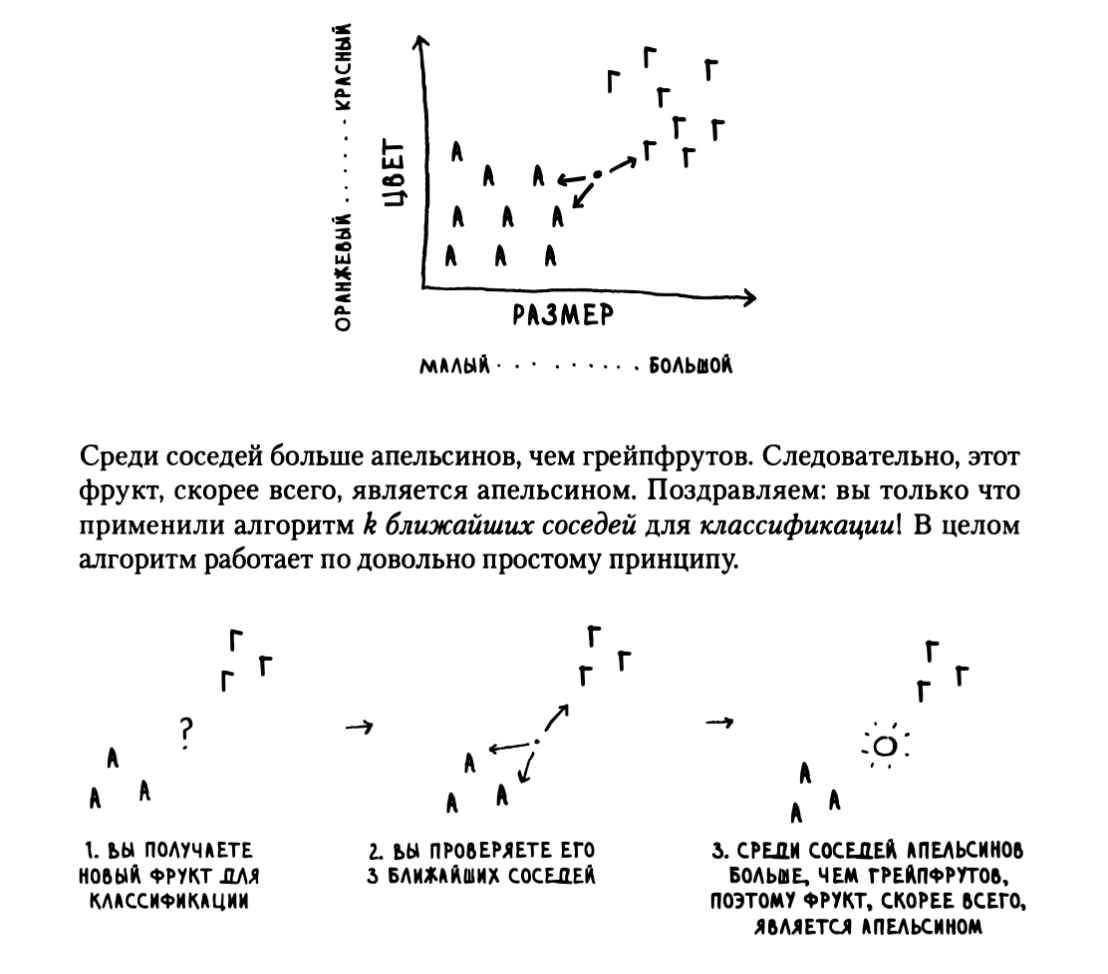 ОРАНЖЕВЫЙ ...... КРАСНЫЙ
ЦВЕТ
Г
Г Г
Г
Г Г
А Г Г
А А
А А А
А А А
РАЗМЕР
МАЛЫЙ · · · · · · · · · БОЛЬШОЙ
Среди соседей больше апельсинов, чем грейпфрутов. Следовательно, этот
фрукт, скорее всего, является апельсином. Поздравляем: вы только что
применили алгоритм k ближайших соседей для классификации! В целом
алгоритм работает по довольно простому принципу.
Г
Г
Г
?
А
А А
1. ВЫ ПОЛУЧАЕТЕ
НОВЫЙ ФРУКТ ДЛЯ
КЛАССИФИКАЦИИ
Г
Г
Г
А
А А
2. ВЫ ПРОВЕРЯЕТЕ ЕГО
3 БЛИЖАЙШИХ СОСЕДЕЙ
Г
Г
Г
А
А А
3. СРЕДИ СОСЕДЕЙ АПЕЛЬСИНОВ
БОЛЬШЕ, ЧЕМ ГРЕЙПФРУТОВ,
ПОЭТОМУ ФРУКТ, СКОРЕЕ ВСЕГО,
ЯВЛЯЕТСЯ АПЕЛЬСИНОМ